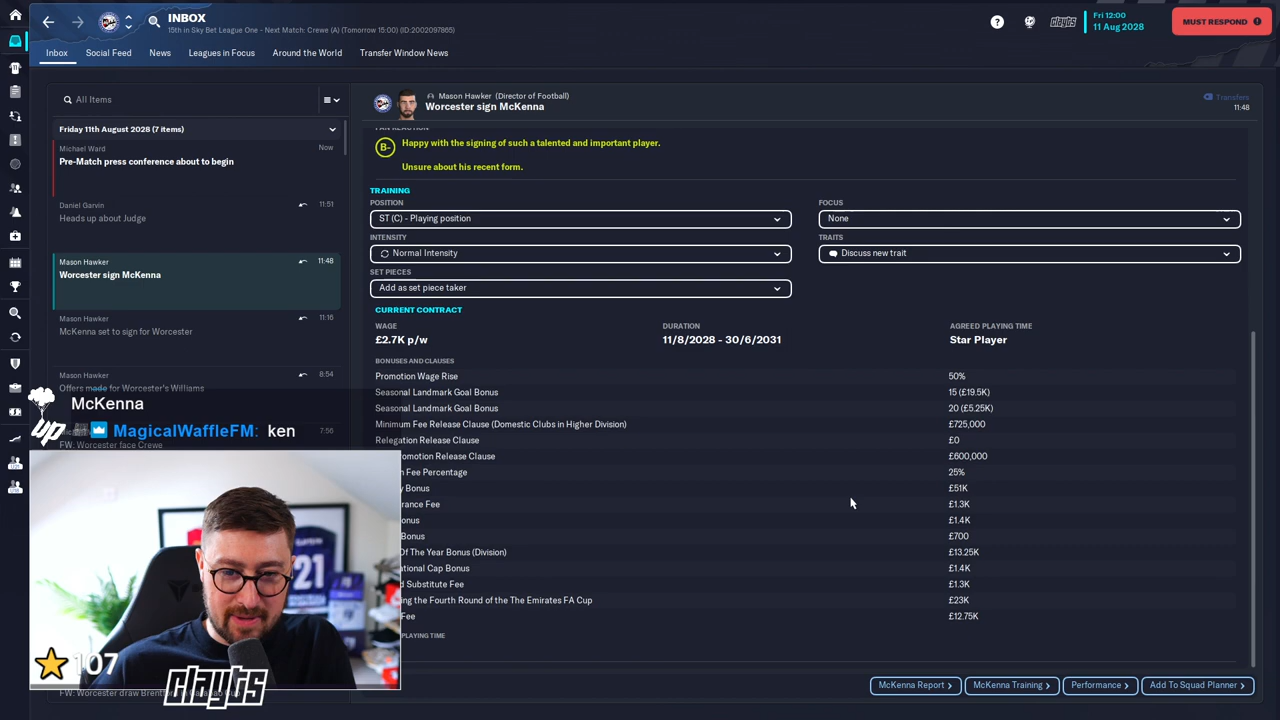 INBOX
15th in Sky Bet League One - Next Match: Crewe (A) (Tomorrow 15:00) (ID:2002097865)
clayts
Fri 12:00
11 Aug 2028
MUST RESPOND
Inbox
Social Feed
News
Leagues in Focus
Around the World
Transfer Window News
All Items
Friday 11th August 2028 (7 items)
Michael Ward
Now
Pre-Match press conference about to begin
Daniel Garvin
11:51
Heads up about Judge
Mason Hawker
11:48
Worcester sign McKenna
Mason Hawker
11:16
McKenna set to sign for Worcester
Mason Hawker
8:54
Offers made for Worcester's Williams
7:56
FW: Worcester face Crewe
McKenna
up
MagicalWaffleFM: ken
21
107
clayts
FW: Worcester draw Brentford in Carabao Cup
Mason Hawker (Director of Football)
Worcester sign McKenna
Transfers
11:48
FAN REACTION
B-
Happy with the signing of such a talented and important player.
Unsure about his recent form.
TRAINING
POSITION
ST (C) - Playing position
FOCUS
None
INTENSITY
Normal Intensity
TRAITS
Discuss new trait
SET PIECES
Add as set piece taker
CURRENT CONTRACT
WAGE
£2.7K p/w
DURATION
11/8/2028 - 30/6/2031
AGREED PLAYING TIME
Star Player
BONUSES AND CLAUSES
Promotion Wage Rise 50%
Seasonal Landmark Goal Bonus 15 (£19.5K)
Seasonal Landmark Goal Bonus 20 (£5.25K)
Minimum Fee Release Clause (Domestic Clubs in Higher Division) £725,000
Relegation Release Clause £0
omotion Release Clause £600,000
Fee Percentage 25%
y Bonus £51K
rance Fee £1.3K
onus £1.4K
Bonus £700
Of The Year Bonus (Division) £13.25K
ational Cap Bonus £1.4K
d Substitute Fee £1.3K
ng the Fourth Round of the The Emirates FA Cup £23K
Fee £12.75K
PLAYING TIME
McKenna Report
McKenna Training
Performance
Add To Squad Planner